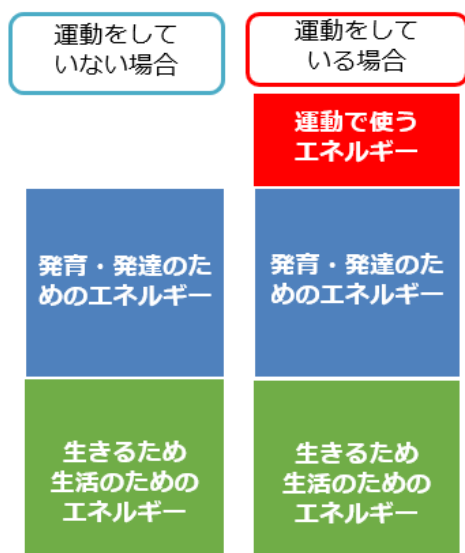 運動をして
いない場合
運動をして
いる場合
運動で使う
エネルギー
発育・発達のた
めのエネルギー
発育・発達のた
めのエネルギー
生きるため
生活のための
エネルギー
生きるため
生活のための
エネルギー